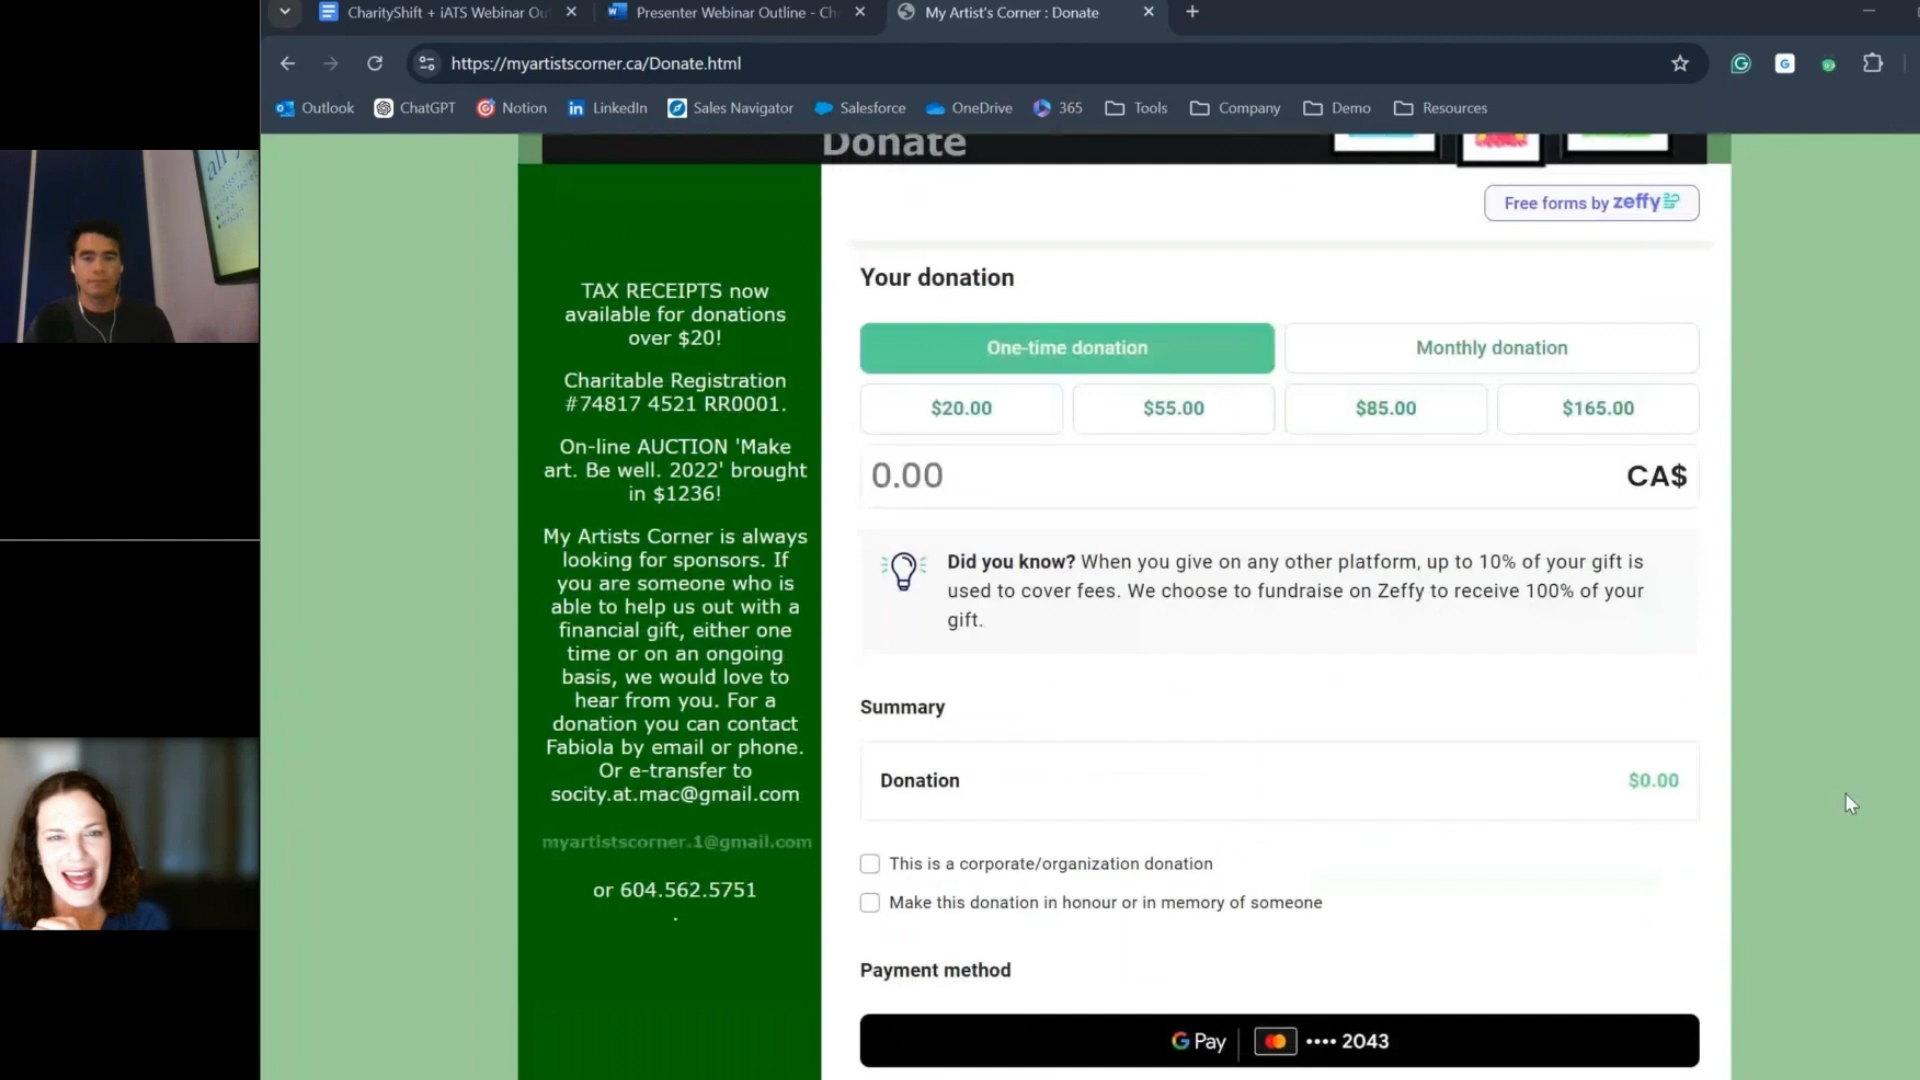 CharityShift + iATS Webinar Ou
Presenter Webinar Outline - Ch
My Artist's Corner : Donate
https://myartistscorner.ca/Donate.html
Outlook
ChatGPT
Notion
LinkedIn
Sales Navigator
Salesforce
OneDrive
365
Tools
Company
Demo
Resources
Donate
TAX RECEIPTS now
available for donations
over $20!
Charitable Registration
#74817 4521 RR0001.
On-line AUCTION 'Make
art. Be well. 2022' brought
in $1236!
My Artists Corner is always
looking for sponsors. If
you are someone who is
able to help us out with a
financial gift, either one
time or on an ongoing
basis, we would love to
hear from you. For a
donation you can contact
Fabiola by email or phone.
Or e-transfer to
socity.at.mac@gmail.com
myartistscorner.1@gmail.com
or 604.562.5751
.
Free forms by zeffy
Your donation
One-time donation
Monthly donation
$20.00
$55.00
$85.00
$165.00
0.00
CA$
Did you know? When you give on any other platform, up to 10% of your gift is
used to cover fees. We choose to fundraise on Zeffy to receive 100% of your
gift.
Summary
Donation
$0.00
This is a corporate/organization donation
Make this donation in honour or in memory of someone
Payment method
G Pay
•••• 2043